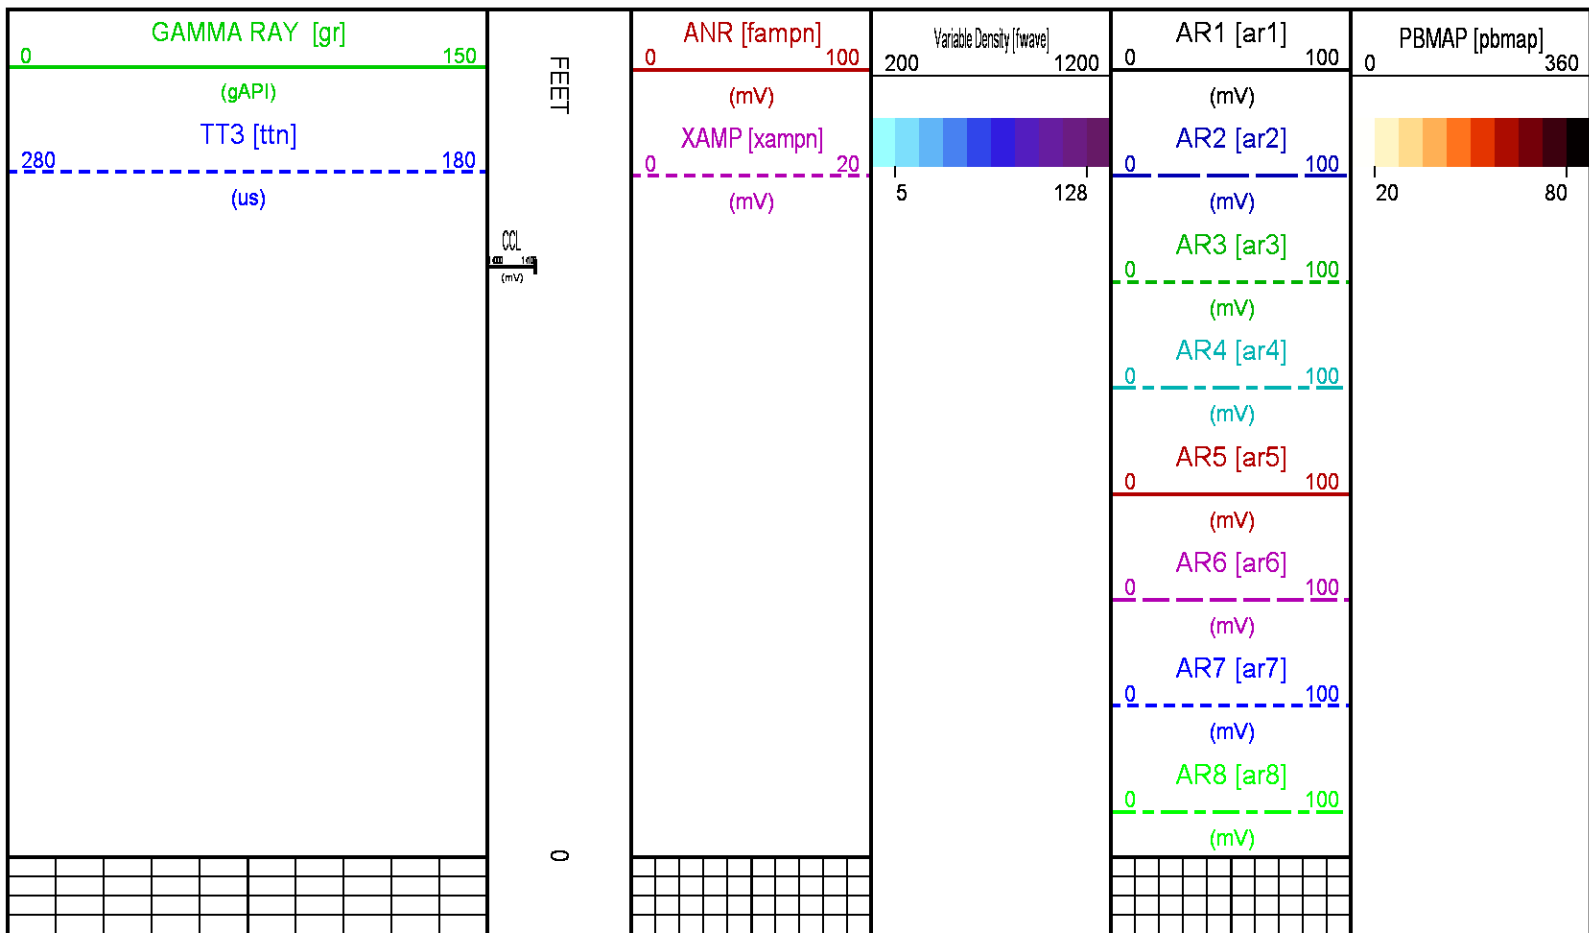 GAMMA RAY [gr]
0 150
(gAPI)
TT3 [ttn]
280 180
(us)
FEET
CCL
(mV)
0
ANR [fampn]
0 100
(mV)
XAMP [xampn]
0 20
(mV)
Variable Density [fwave]
200 1200
5 128
AR1 [ar1]
0 100
(mV)
AR2 [ar2]
0 100
(mV)
AR3 [ar3]
0 100
(mV)
AR4 [ar4]
0 100
(mV)
AR5 [ar5]
0 100
(mV)
AR6 [ar6]
0 100
(mV)
AR7 [ar7]
0 100
(mV)
AR8 [ar8]
0 100
(mV)
PBMAP [pbmap]
0 360
20 80